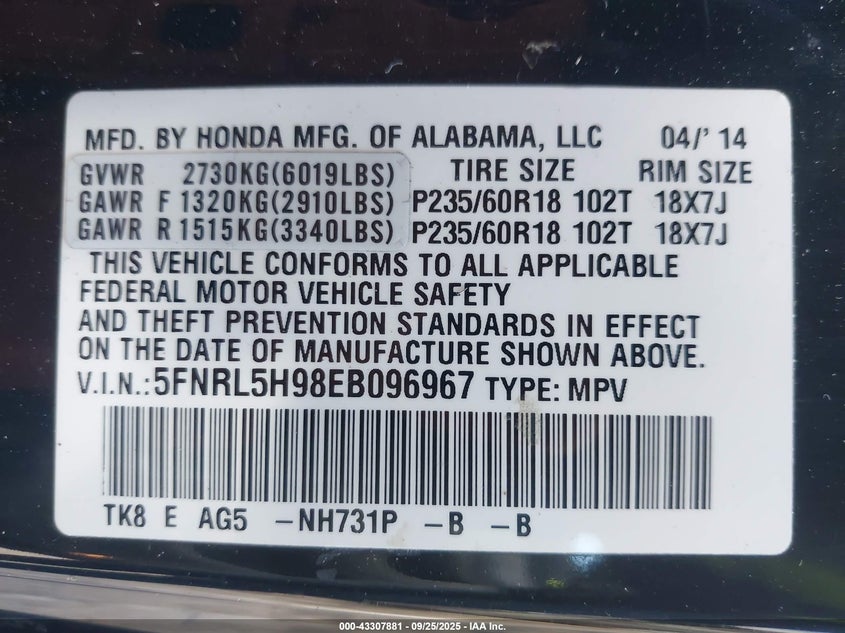 MFD. BY HONDA MFG. OF ALABAMA, LLC 04/' 14
GVWR 2730KG(6019LBS) TIRE SIZE RIM SIZE
GAWR F 1320KG(2910LBS) P235/60R18 102T 18X7J
GAWR R 1515KG(3340LBS) P235/60R18 102T 18X7J
THIS VEHICLE CONFORMS TO ALL APPLICABLE
FEDERAL MOTOR VEHICLE SAFETY
AND THEFT PREVENTION STANDARDS IN EFFECT
ON THE DATE OF MANUFACTURE SHOWN ABOVE.
V.I.N.: 5FNRL5H98EB096967 TYPE: MPV
TK8 E AG5 -NH731P -B -B
000-43307881 - 09/25/2025 - IAA Inc.